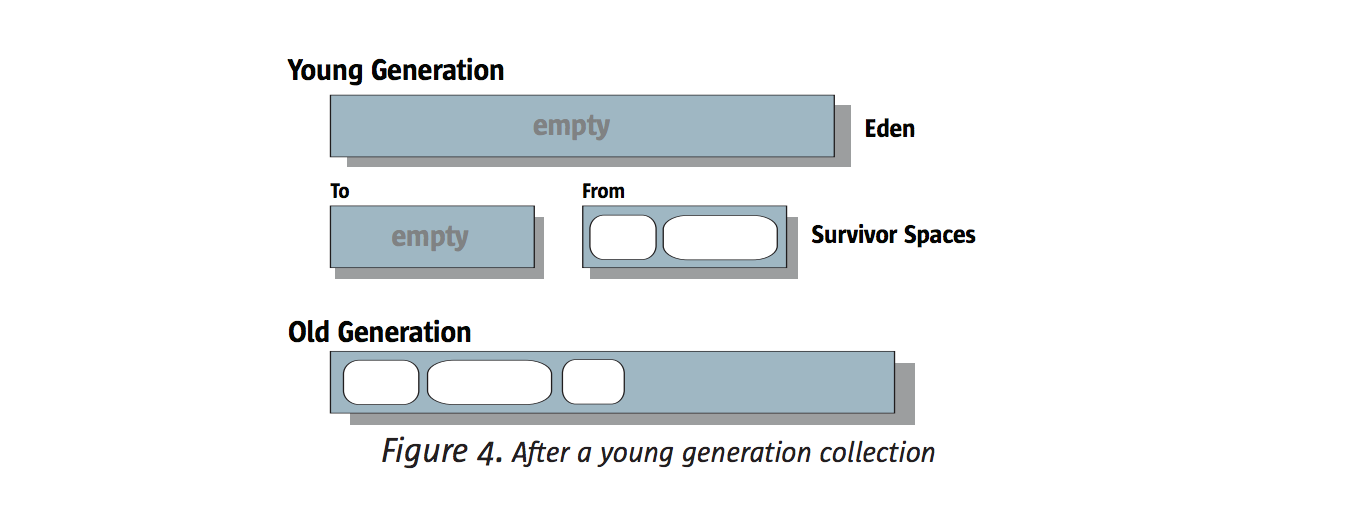 Young Generation
empty
Eden
To
From
empty
Survivor Spaces
Old Generation
Figure 4. After a young generation collection